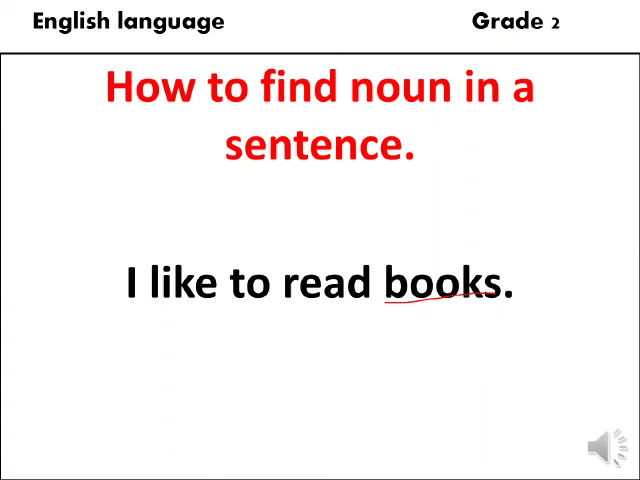 English language Grade 2
How to find noun in a
sentence.
I like to read books.